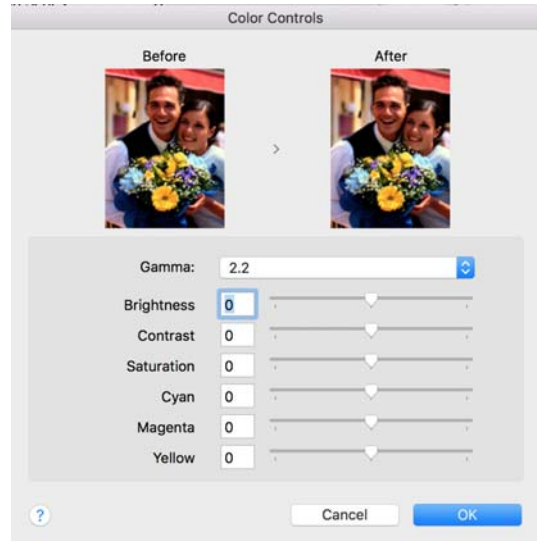 Color Controls
Before After
>
Gamma: 2.2
Brightness 0
Contrast 0
Saturation 0
Cyan 0
Magenta 0
Yellow 0
? Cancel OK